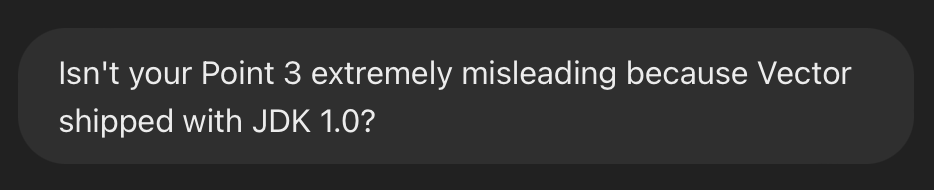 Isn't your Point 3 extremely misleading because Vector
shipped with JDK 1.0?